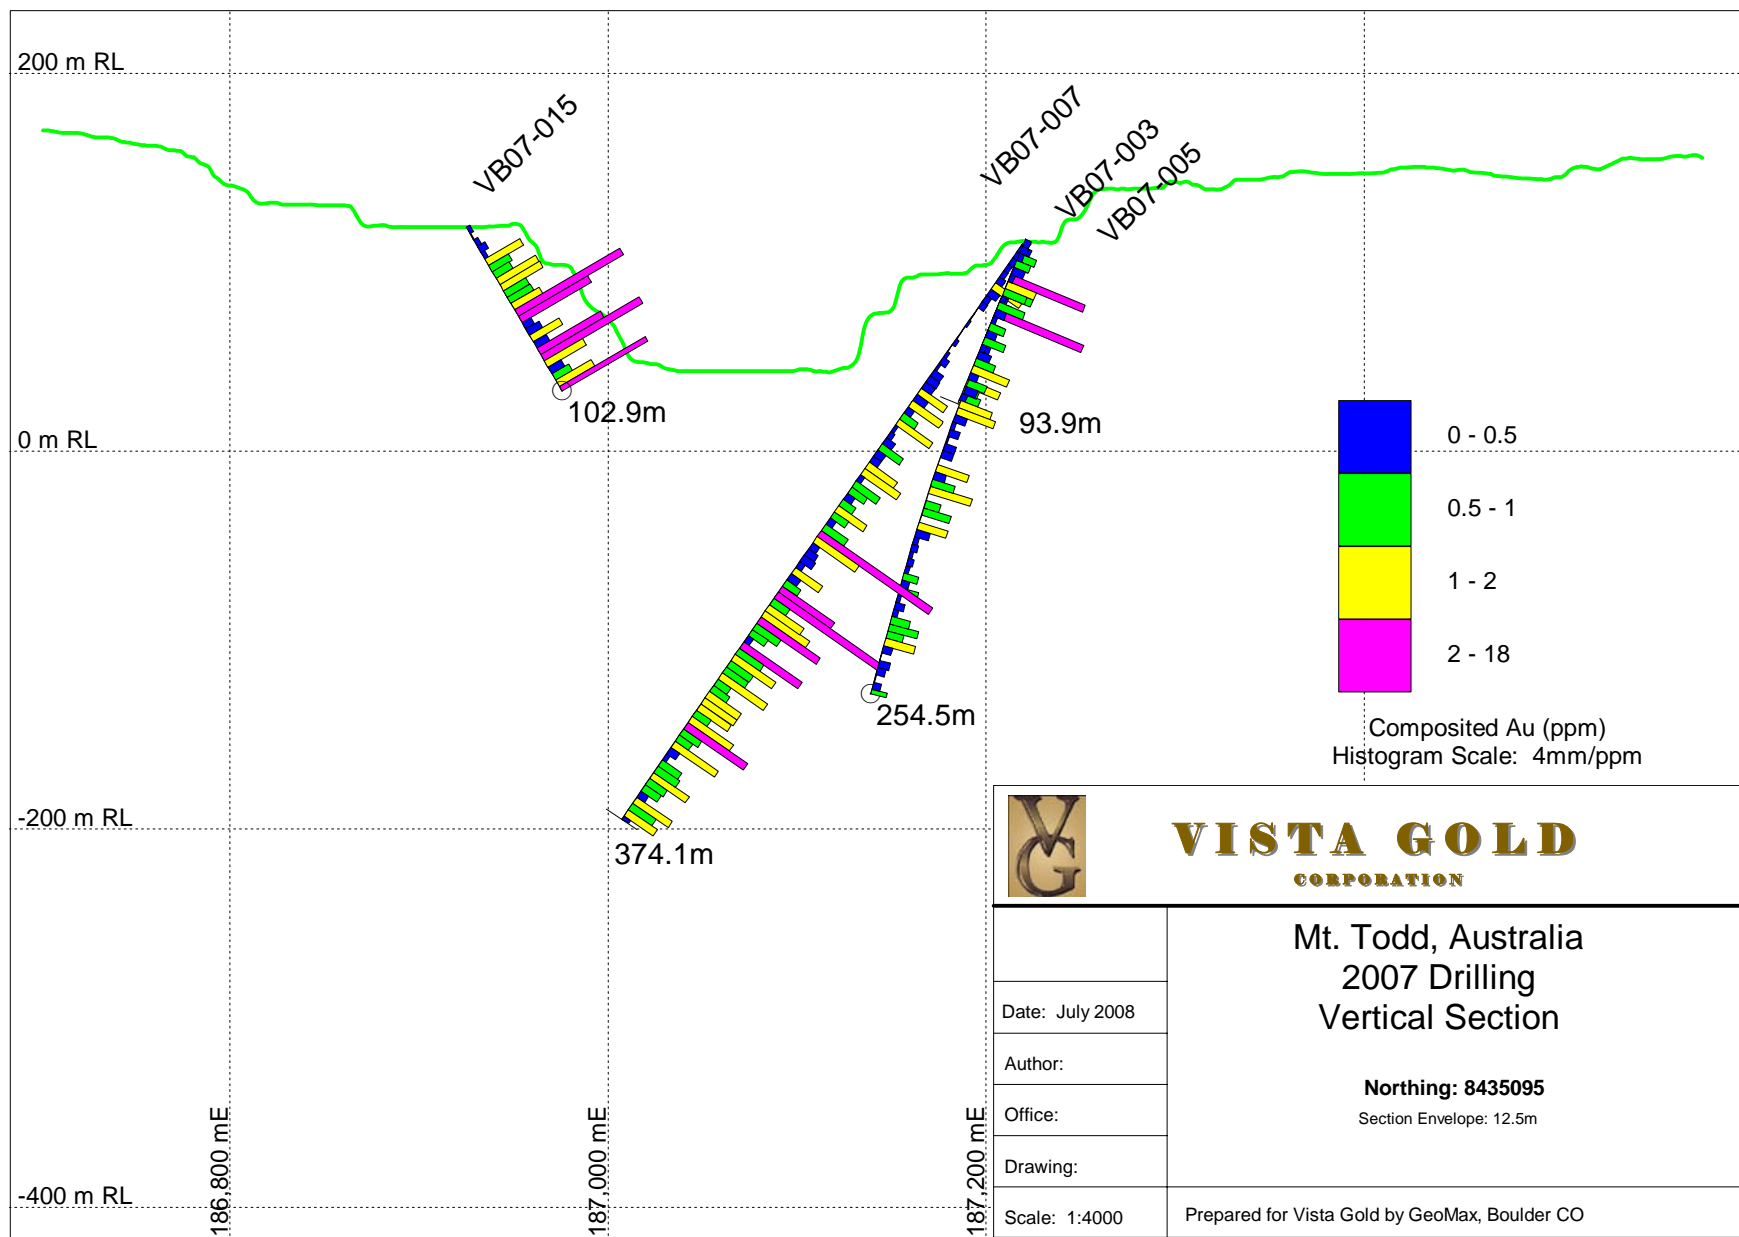 200 m RL
VB07-015
VB07-007
VB07-003
VB07-005
102.9m
93.9m
0 m RL
0 - 0.5
0.5 - 1
1 - 2
2 - 18
254.5m
Composited Au (ppm)
Histogram Scale: 4mm/ppm
-200 m RL
374.1m
VG
VISTA GOLD
CORPORATION
Mt. Todd, Australia
2007 Drilling
Vertical Section
Date: July 2008
Author:
Northing: 8435095
Office:
Section Envelope: 12.5m
Drawing:
-400 m RL
186,800 mE
187,000 mE
187,200 mE
Scale: 1:4000
Prepared for Vista Gold by GeoMax, Boulder CO